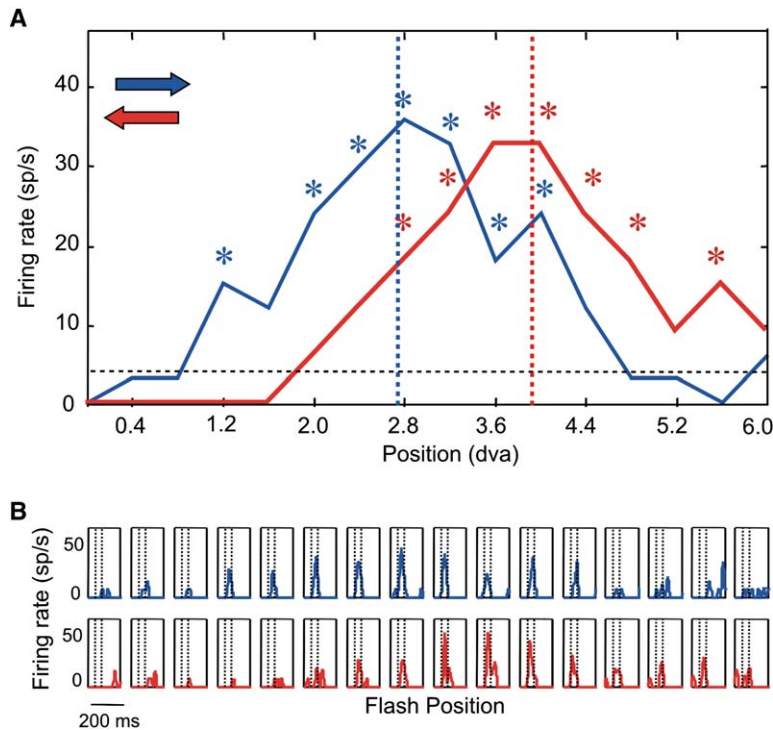 A
Firing rate (sp/s)
40
30
20
10
0
* * * * * * * *
* * * * * * *
0.4 1.2 2.0 2.8 3.6 4.4 5.2 6.0
Position (dva)
B
Firing rate (sp/s)
50
0
50
0
200 ms
Flash Position